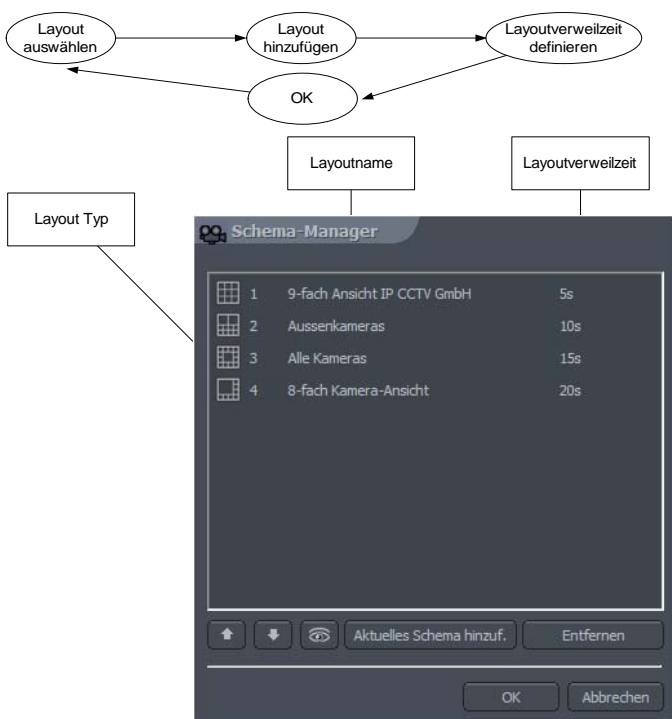 Layout
auswählen
Layout
hinzufügen
Layoutverweilzeit
definieren
OK
Layoutname
Layoutverweilzeit
Layout Typ
Schema-Manager
1 9-fach Ansicht IP CCTV GmbH 5s
2 Aussenkameras 10s
3 Alle Kameras 15s
4 8-fach Kamera-Ansicht 20s
Aktuelles Schema hinzuf. Entfernen
OK Abbrechen